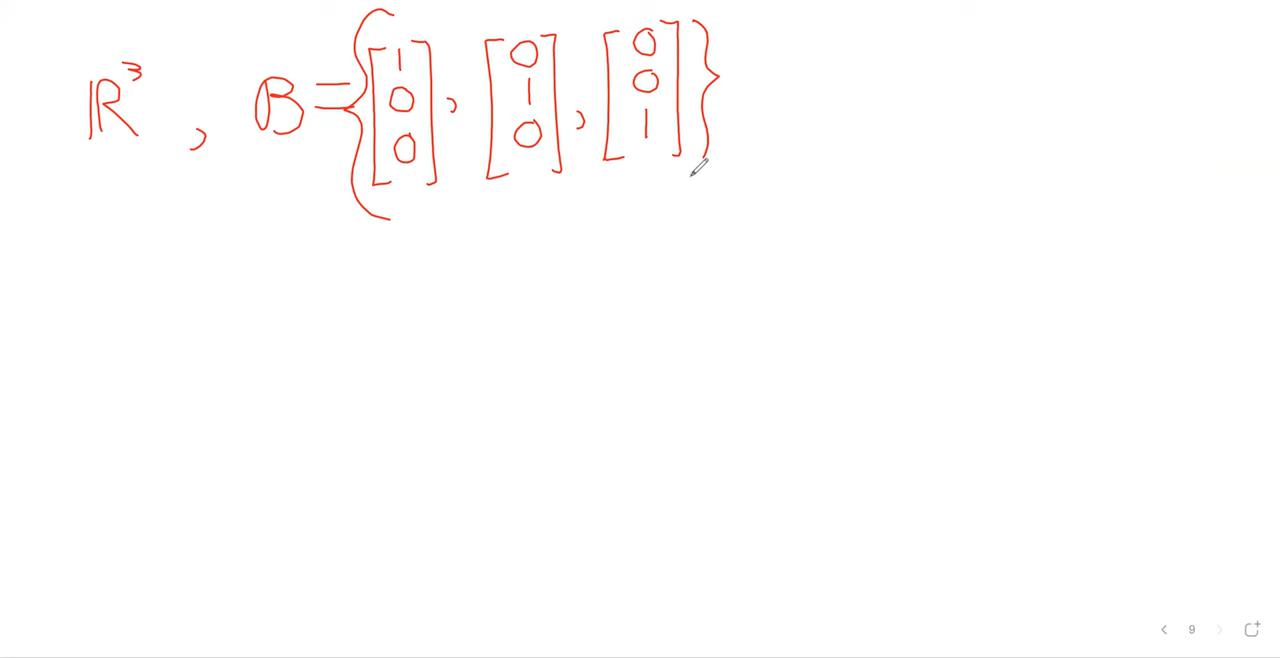 ℝ³ , B = { [1 0 0], [0 1 0], [0 0 1] }
9